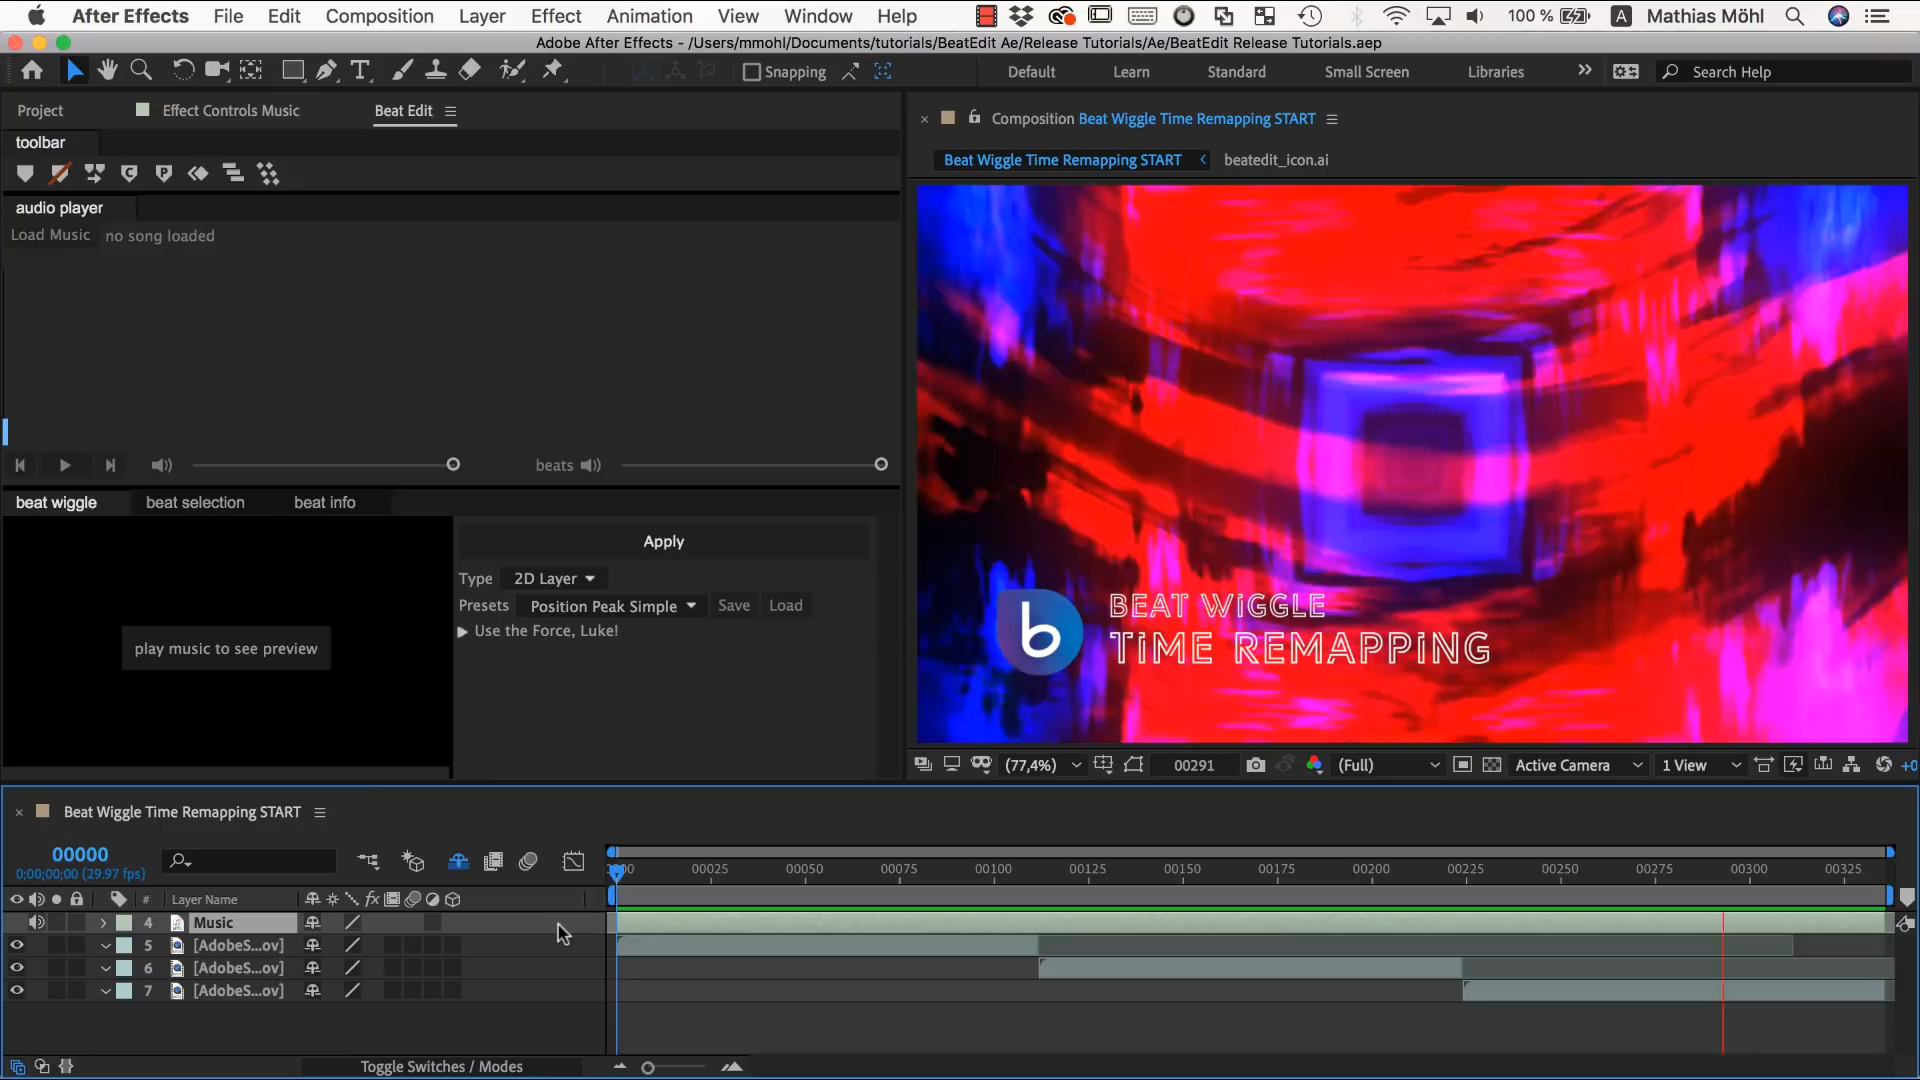 After Effects File Edit Composition Layer Effect Animation View Window Help 100 % A Mathias Möhl
Adobe After Effects - /Users/mmohl/Documents/tutorials/BeatEdit Ae/Release Tutorials/Ae/BeatEdit Release Tutorials.aep
Snapping Default Learn Standard Small Screen Libraries Search Help
Project Effect Controls Music Beat Edit
Composition Beat Wiggle Time Remapping START
toolbar
Beat Wiggle Time Remapping START beatedit_icon.ai
audio player
Load Music no song loaded
beats
beat wiggle beat selection beat info
Apply
Type 2D Layer
Presets Position Peak Simple Save Load
Use the Force, Luke!
play music to see preview
b
BEAT WiGGLE
TiME REMAPPiNG
(77,4%) 00291 (Full) Active Camera 1 View +0
Beat Wiggle Time Remapping START
00000
0;00;00;00 (29.97 fps)
00025 00050 00075 00100 00125 00150 00175 00200 00225 00250 00275 00300 00325
# Layer Name fx
4 Music
5 [AdobeS...ov]
6 [AdobeS...ov]
7 [AdobeS...ov]
Toggle Switches / Modes